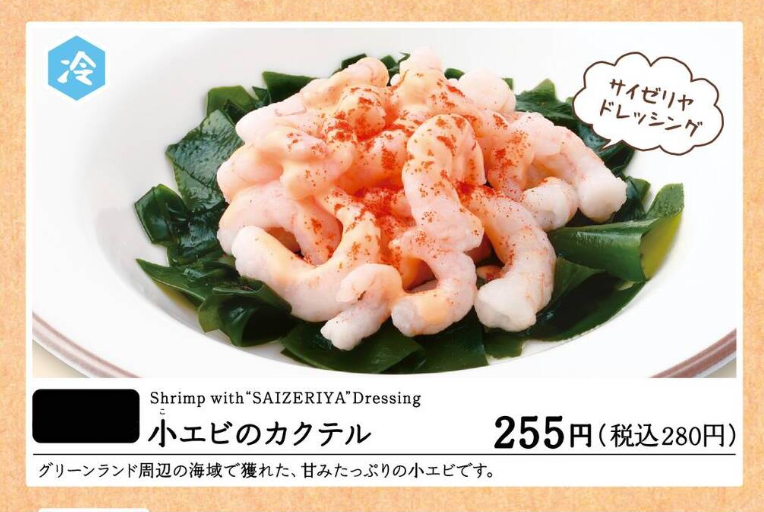 冷
サイゼリヤ
ドレッシング
Shrimp with“SAIZERIYA”Dressing
こ
小エビのカクテル 255円(税込280円)
グリーンランド周辺の海域で獲れた、甘みたっぷりの小エビです。